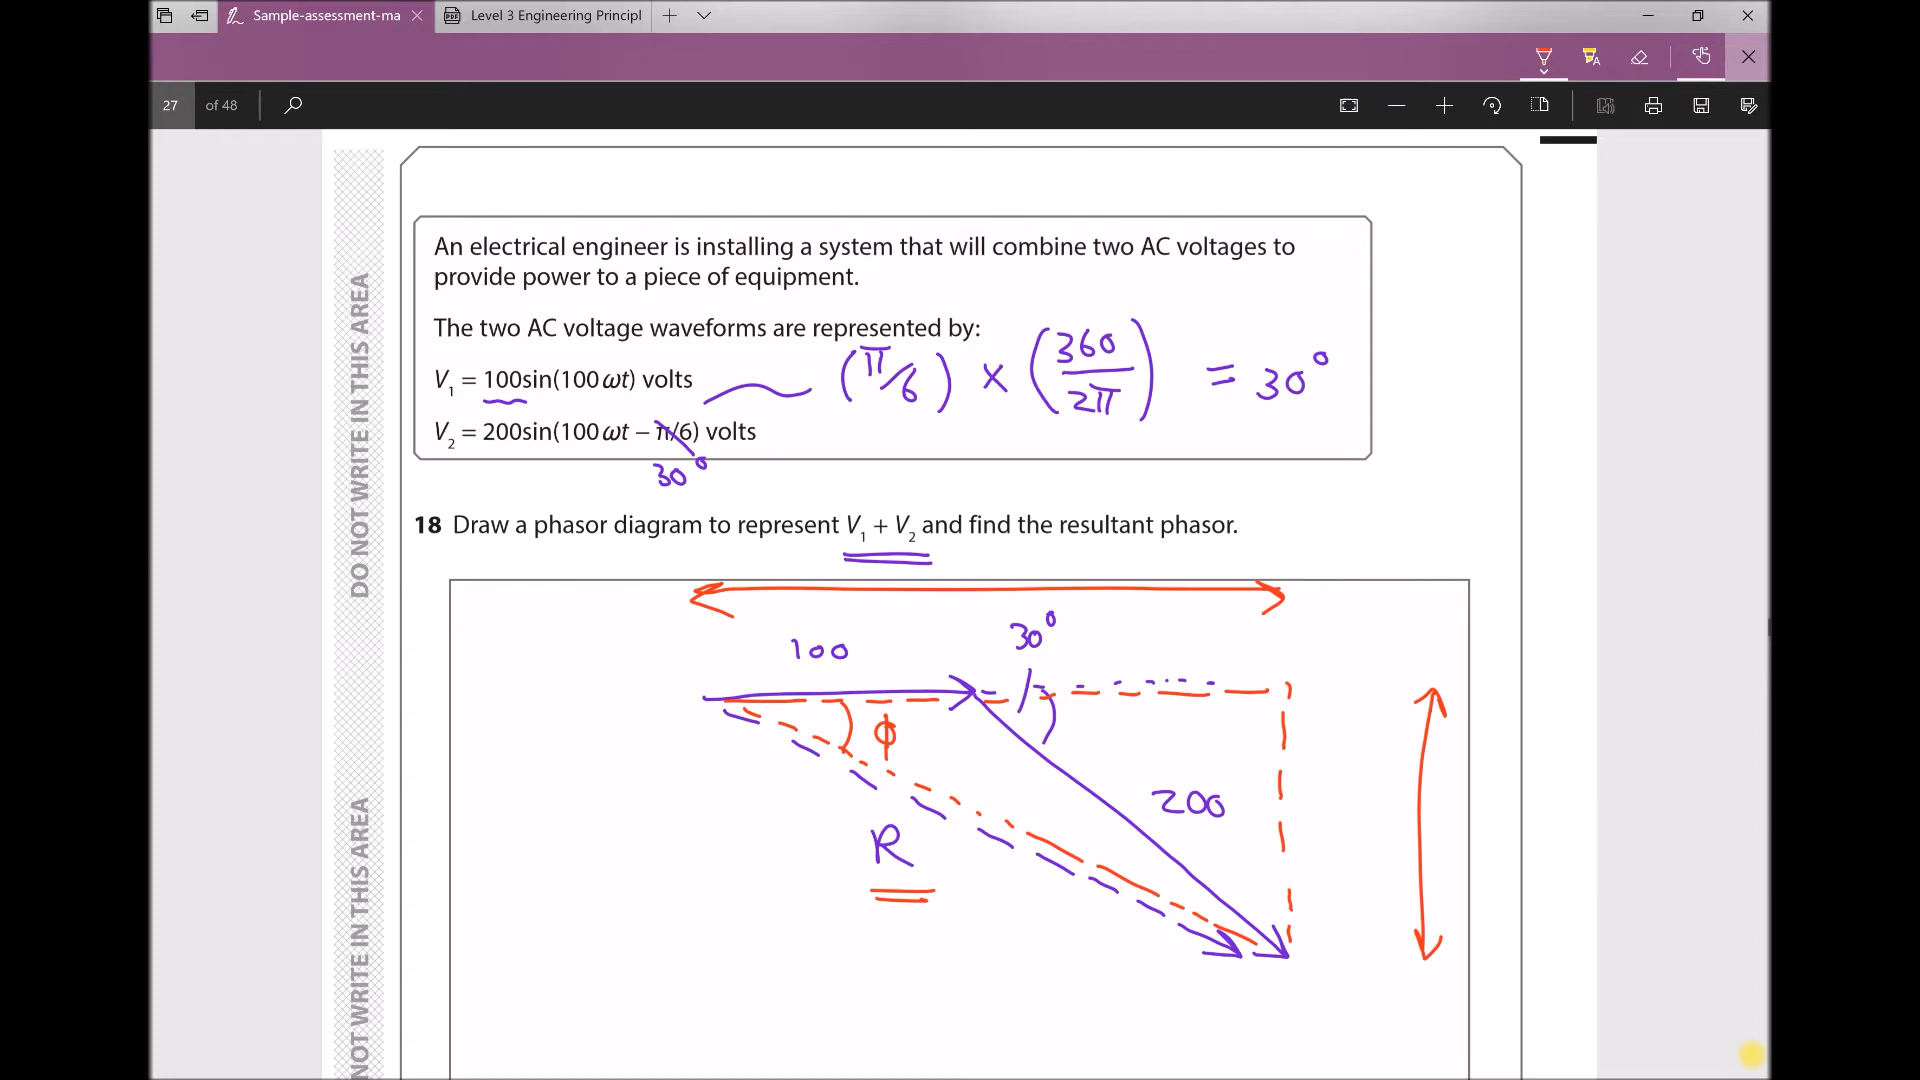 Sample-assessment-ma
Level 3 Engineering Principl
27 of 48
An electrical engineer is installing a system that will combine two AC voltages to
provide power to a piece of equipment.
The two AC voltage waveforms are represented by:
V₁ = 100sin(100ωt) volts
(π/6) × (360/2π) = 30°
V₂ = 200sin(100ωt − π/6) volts
30°
18 Draw a phasor diagram to represent V₁ + V₂ and find the resultant phasor.
30°
100
ϕ
200
R
DO NOT WRITE IN THIS AREA
NOT WRITE IN THIS AREA